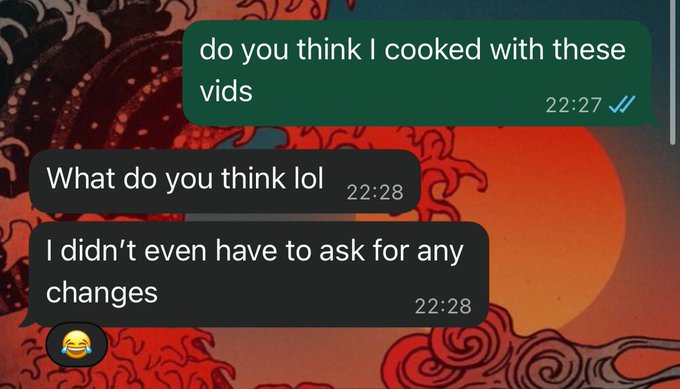 do you think I cooked with these
vids
22:27
What do you think lol
22:28
I didn’t even have to ask for any
changes
22:28